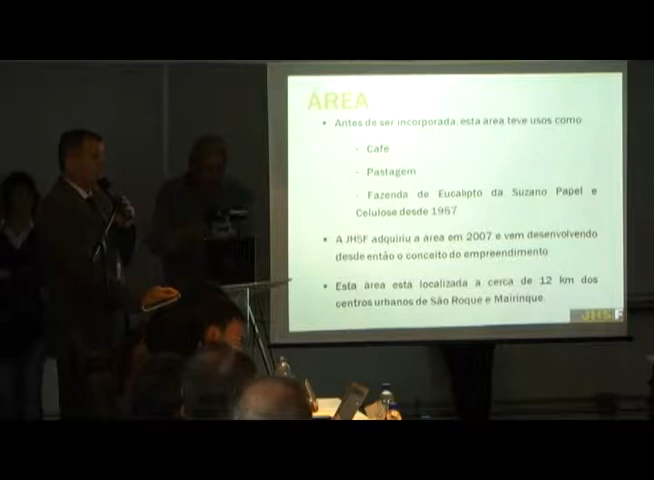 ÁREA
• Antes de ser incorporada, esta área teve usos como
- Café
- Pastagem
- Fazenda de Eucalipto da Suzano Papel e
Celulose desde 1957
• A JHSF adquiriu a área em 2007 e vem desenvolvendo
desde então o conceito do empreendimento
• Esta área está localizada a cerca de 12 km dos
centros urbanos de São Roque e Mairinque.
JHSF